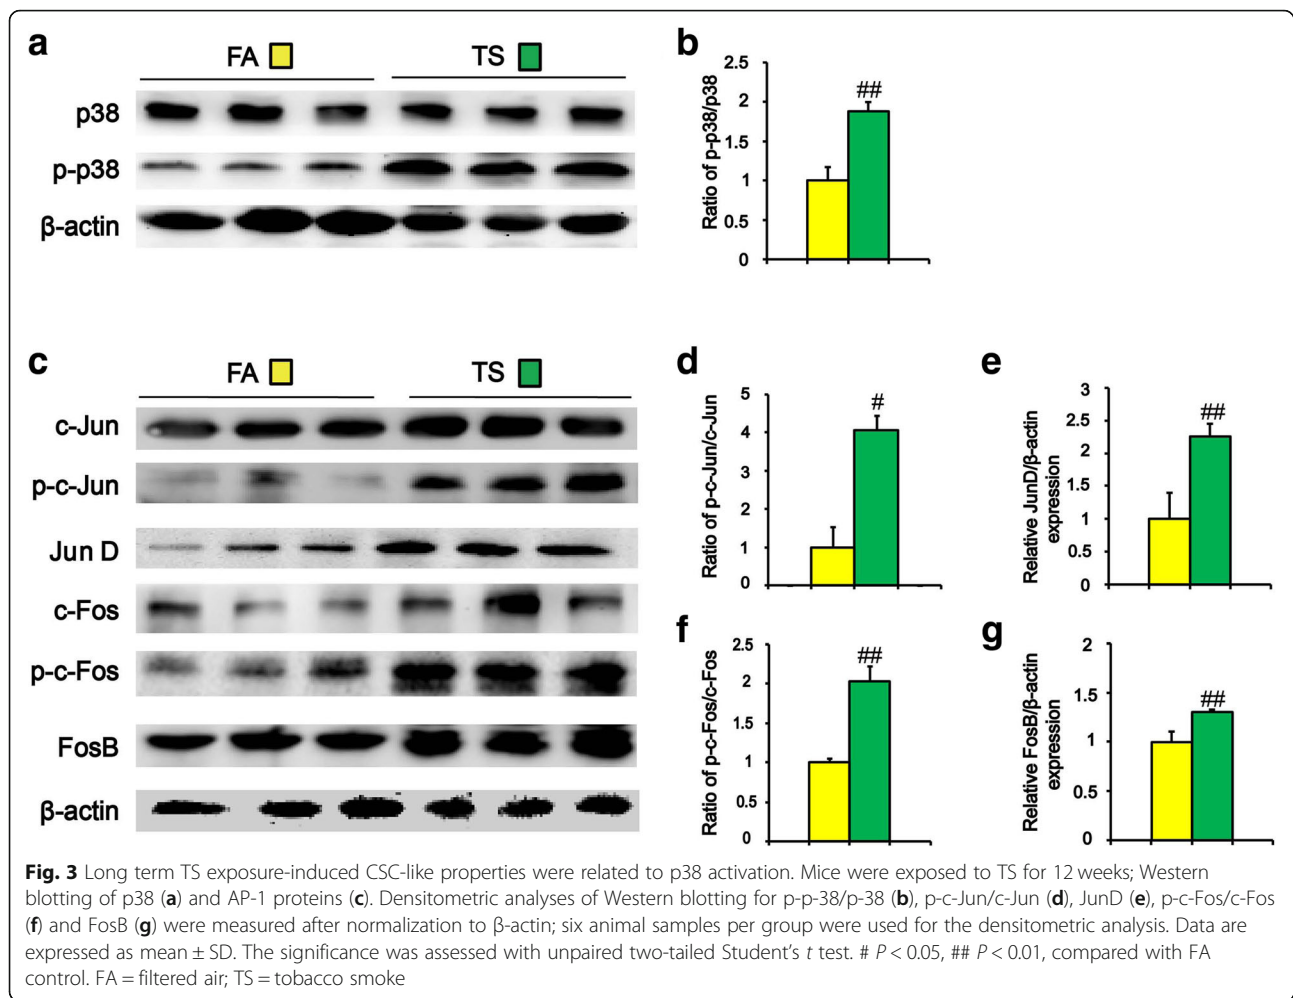 a
FA TS
p38
p-p38
β-actin
b
Ratio of p-p38/p38
2.5
2
1.5
1
0.5
0
##
c
FA TS
c-Jun
p-c-Jun
Jun D
c-Fos
p-c-Fos
FosB
β-actin
d
Ratio of p-c-Jun/c-Jun
5
4
3
2
1
0
#
e
Relative JunD/β-actin
expression
3
2.5
2
1.5
1
0.5
0
##
f
Ratio of p-c-Fos/c-Fos
2.5
2
1.5
1
0.5
0
##
g
Relative FosB/β-actin
expression
2
1.5
1
0.5
0
##
Fig. 3 Long term TS exposure-induced CSC-like properties were related to p38 activation. Mice were exposed to TS for 12 weeks; Western
blotting of p38 (a) and AP-1 proteins (c). Densitometric analyses of Western blotting for p-p-38/p-38 (b), p-c-Jun/c-Jun (d), JunD (e), p-c-Fos/c-Fos
(f) and FosB (g) were measured after normalization to β-actin; six animal samples per group were used for the densitometric analysis. Data are
expressed as mean ± SD. The significance was assessed with unpaired two-tailed Student's t test. # P < 0.05, ## P < 0.01, compared with FA
control. FA = filtered air; TS = tobacco smoke